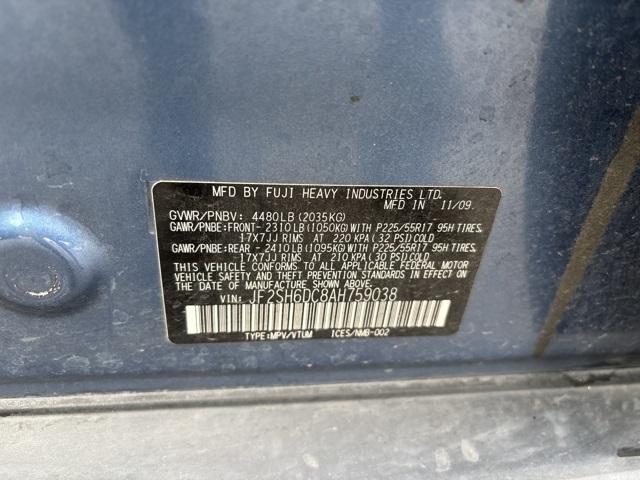 MFD BY FUJI HEAVY INDUSTRIES LTD.
MFD IN 11/09.
GVWR/PNBV: 4480LB(2035KG)
GAWR/PNBE:FRONT-2310LB(1050KG)WITH P225/55R17 95H TIRES,
17X7JJ RIMS AT 220 KPA(32 PSI)COLD
GAWR/PNBE:REAR -2410LB(1095KG)WITH P225/55R17 95H TIRES,
17X7JJ RIMS AT 210 KPA(30 PSI)COLD
THIS VEHICLE CONFORMS TO ALL APPLICABLE FEDERAL MOTOR
VEHICLE SAFETY AND BUMPER STANDARDS IN EFFECT ON THE DATE
OF MANUFACTURE SHOWN ABOVE.
VIN: JF2SH6DC8AH759038
TYPE:MPV/VTUM ICES/NMB-002